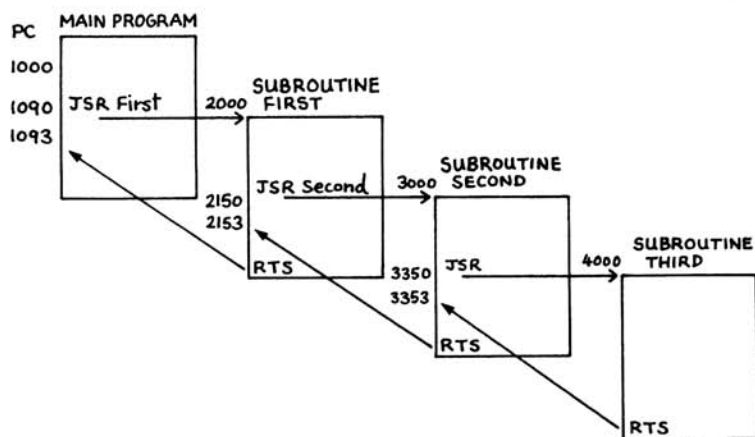 PC
MAIN PROGRAM
1000
1090
JSR First
1093
2000
SUBROUTINE
FIRST
JSR Second
2150
2153
RTS
3000
SUBROUTINE
SECOND
3350
JSR
3353
RTS
4000
SUBROUTINE
THIRD
RTS